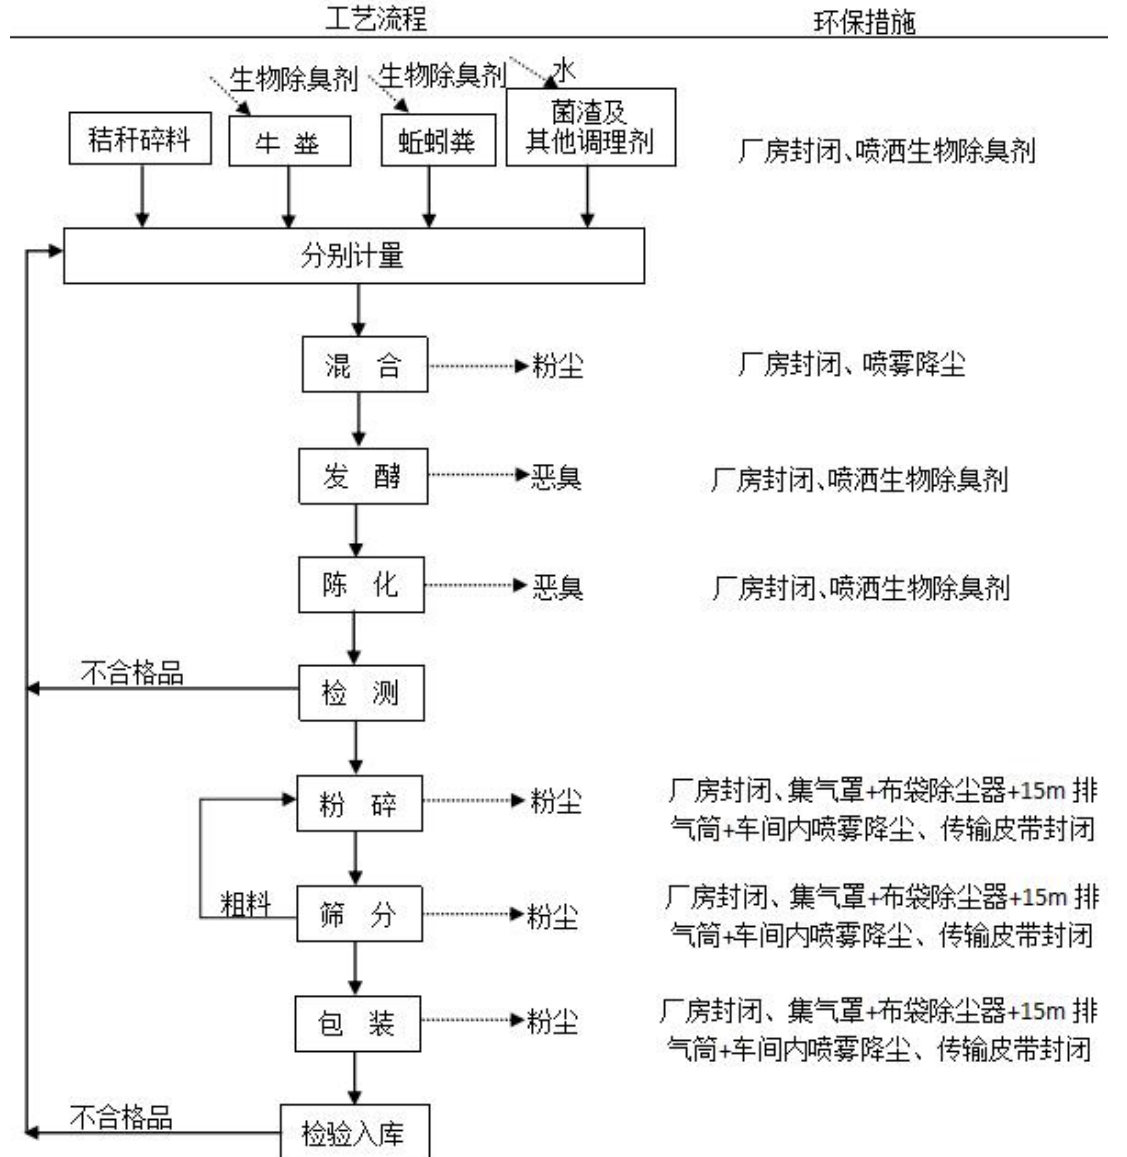 工艺流程
环保措施
生物除臭剂
生物除臭剂
水
秸秆碎料
牛 粪
蚯蚓粪
菌渣及
其他调理剂
厂房封闭、喷洒生物除臭剂
分别计量
混 合
粉尘
厂房封闭、喷雾降尘
发 酵
恶臭
厂房封闭、喷洒生物除臭剂
陈 化
恶臭
厂房封闭、喷洒生物除臭剂
不合格品
检 测
粉 碎
粉尘
厂房封闭、集气罩+布袋除尘器+15m 排
气筒+车间内喷雾降尘、传输皮带封闭
粗料
筛 分
粉尘
厂房封闭、集气罩+布袋除尘器+15m 排
气筒+车间内喷雾降尘、传输皮带封闭
包 装
粉尘
厂房封闭、集气罩+布袋除尘器+15m 排
气筒+车间内喷雾降尘、传输皮带封闭
不合格品
检验入库